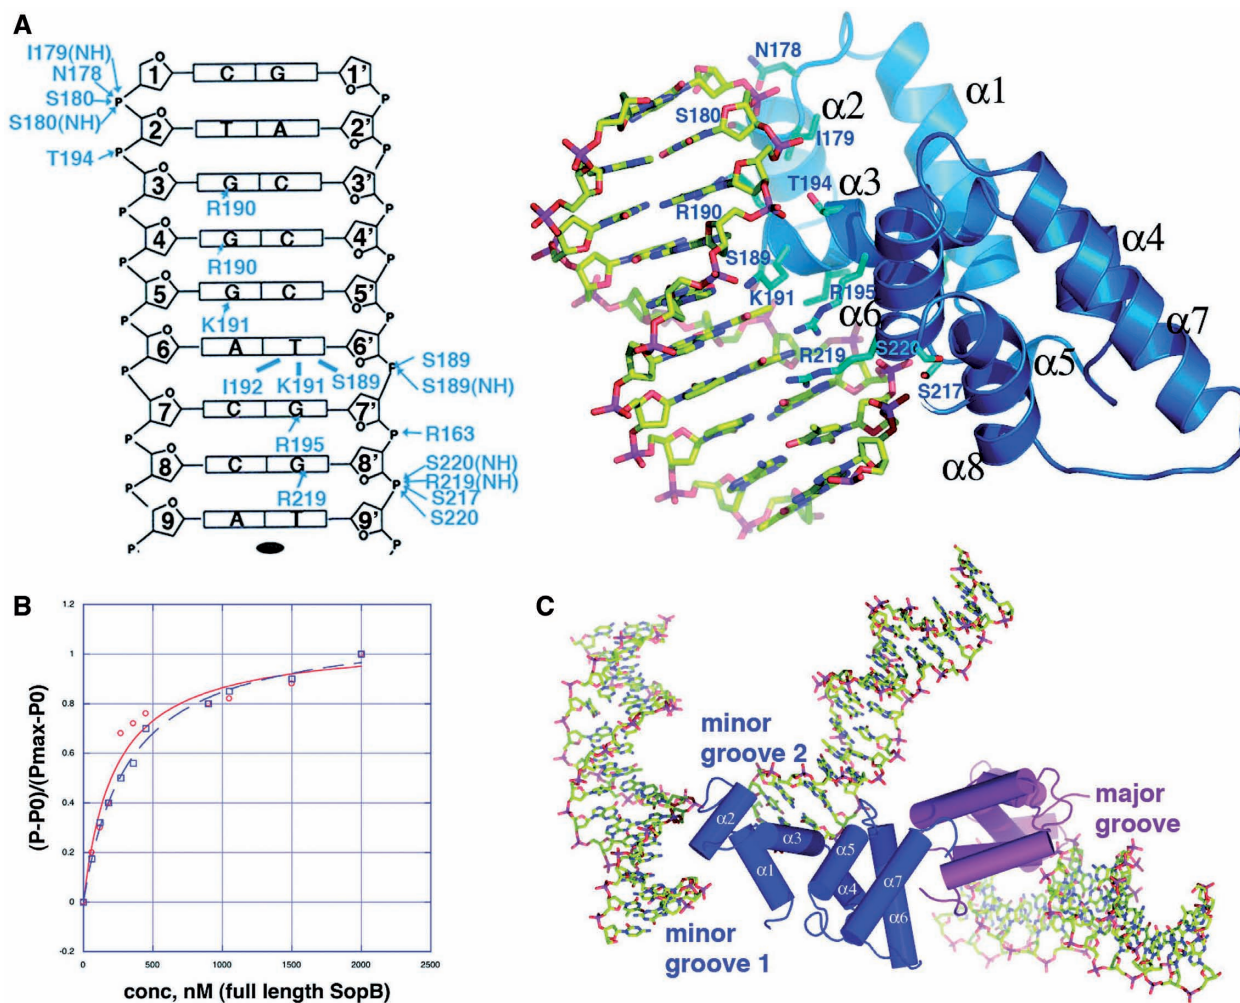 A
I179(NH)
N178
S180
S180(NH)
T194
P
P
P
P
P
P
P
P
P
O
1
C G
1'
O
2
T A
2'
3
G C
3'
R190
4
G C
4'
R190
5
G C
5'
K191
6
A T
6'
I192 K191 S189
S189
S189(NH)
7
C G
7'
R195
R163
8
C G
8'
R219
S220(NH)
R219(NH)
S217
S220
9
A T
9'
N178
α1
S180
α2
I179
T194
α3
R190
S189
α4
K191
R195
α6
α7
R219
S220
α5
S217
α8
B
1.2
1
0.8
0.6
0.4
0.2
0
-0.2
(P-P0)/(Pmax-P0)
0 500 1000 1500 2000 2500
conc, nM (full length SopB)
C
minor
groove 2
major
groove
α2
α3
α5
α1
α7
α4
α6
minor
groove 1